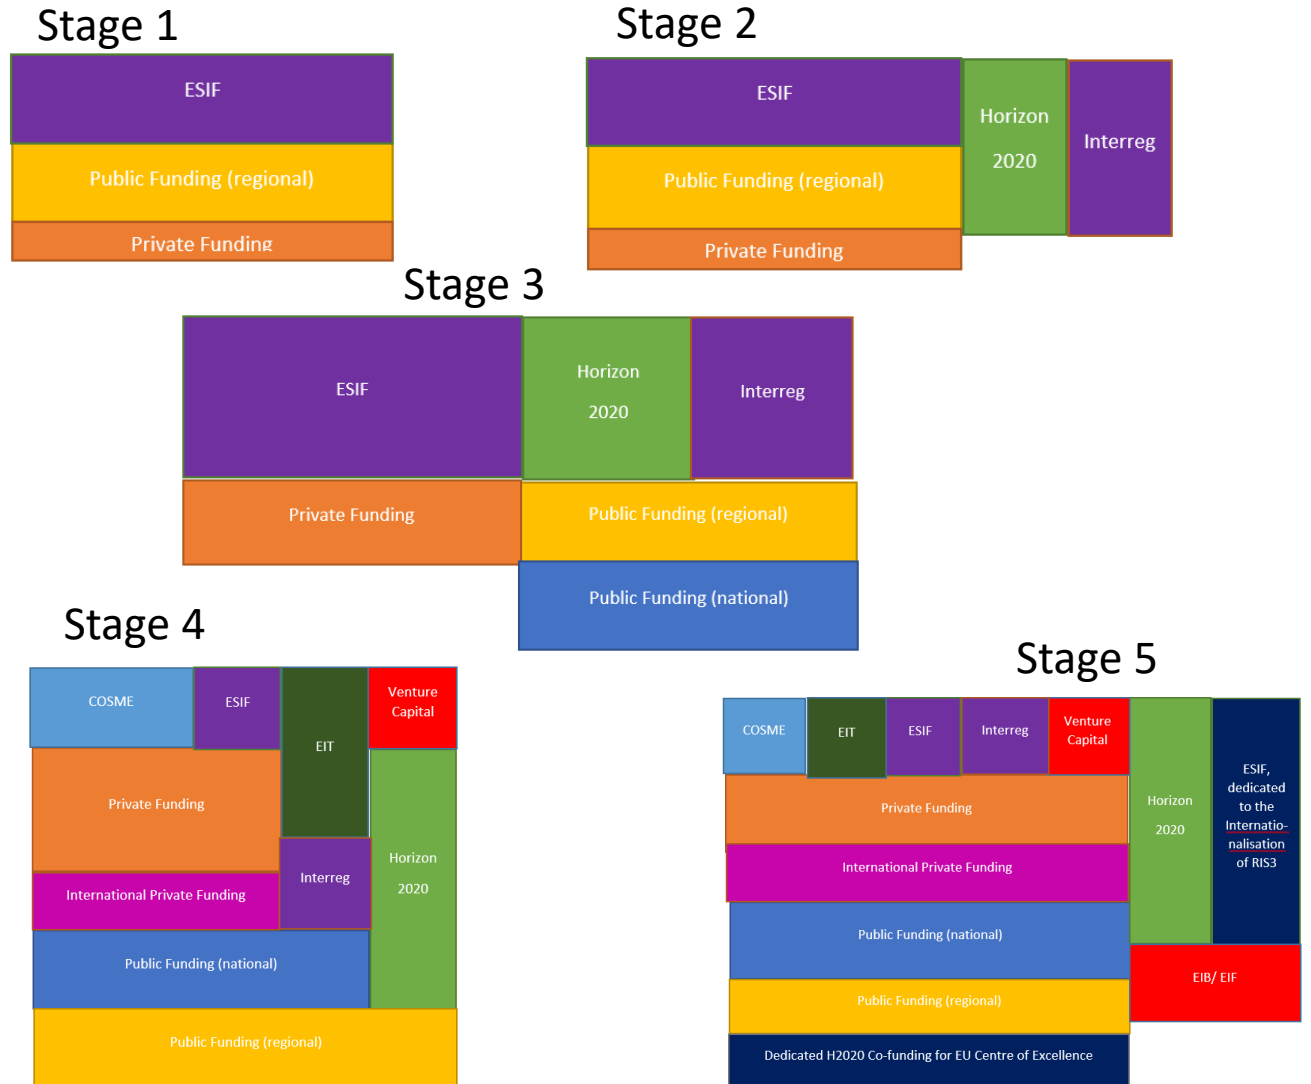 Stage 1
ESIF
Public Funding (regional)
Private Funding
Stage 2
ESIF
Public Funding (regional)
Private Funding
Horizon
2020
Interreg
Stage 3
ESIF
Horizon
2020
Interreg
Private Funding
Public Funding (regional)
Public Funding (national)
Stage 4
COSME
ESIF
EIT
Venture
Capital
Private Funding
International Private Funding
Interreg
Horizon
2020
Public Funding (national)
Public Funding (regional)
Stage 5
COSME
EIT
ESIF
Interreg
Venture
Capital
Private Funding
International Private Funding
Public Funding (national)
Public Funding (regional)
Dedicated H2020 Co-funding for EU Centre of Excellence
Horizon
2020
ESIF,
dedicated
to the
Internatio-
nalisation
of RIS3
EIB/ EIF